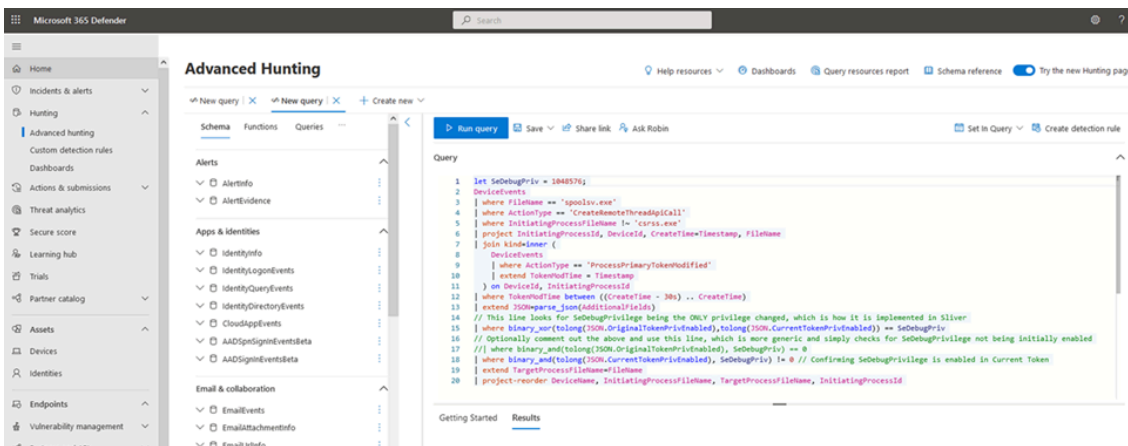 Microsoft 365 Defender
Search
?
Home
Incidents & alerts
Hunting
Advanced hunting
Custom detection rules
Dashboards
Actions & submissions
Threat analytics
Secure score
Learning hub
Trials
Partner catalog
Assets
Devices
Identities
Endpoints
Vulnerability management
Advanced Hunting
Help resources
Dashboards
Query resources report
Schema reference
Try the new Hunting pag
New query
New query
Create new
Schema Functions Queries ...
Alerts
AlertInfo
AlertEvidence
Apps & identities
IdentityInfo
IdentityLogonEvents
IdentityQueryEvents
IdentityDirectoryEvents
CloudAppEvents
AADSpnSignInEventsBeta
AADSignInEventsBeta
Email & collaboration
EmailEvents
EmailAttachmentInfo
EmailUrlInfo
Run query Save Share link Ask Robin
Set In Query Create detection rule
Query
1 let SeDebugPriv = 1048576;
2 DeviceEvents
3 | where FileName == 'spoolsv.exe'
4 | where ActionType == 'CreateRemoteThreadApiCall'
5 | where InitiatingProcessFileName !~ 'csrss.exe'
6 | project InitiatingProcessId, DeviceId, CreateTime=Timestamp, FileName
7 | join kind=inner (
8 DeviceEvents
9 | where ActionType == 'ProcessPrimaryTokenModified'
10 | extend TokenModTime = Timestamp
11 ) on DeviceId, InitiatingProcessId
12 | where TokenModTime between ((CreateTime - 30s) .. CreateTime)
13 | extend JSON=parse_json(AdditionalFields)
14 // This line looks for SeDebugPrivilege being the ONLY privilege changed, which is how it is implemented in Sliver
15 | where binary_xor(tolong(JSON.OriginalTokenPrivEnabled),tolong(JSON.CurrentTokenPrivEnabled)) == SeDebugPriv
16 // Optionally comment out the above and use this line, which is more generic and simply checks for SeDebugPrivilege not being initially enabled
17 //| where binary_and(tolong(JSON.OriginalTokenPrivEnabled), SeDebugPriv) == 0
18 | where binary_and(tolong(JSON.CurrentTokenPrivEnabled), SeDebugPriv) != 0 // Confirming SeDebugPrivilege is enabled in Current Token
19 | extend TargetProcessFileName=FileName
20 | project-reorder DeviceName, InitiatingProcessFileName, TargetProcessFileName, InitiatingProcessId
Getting Started Results